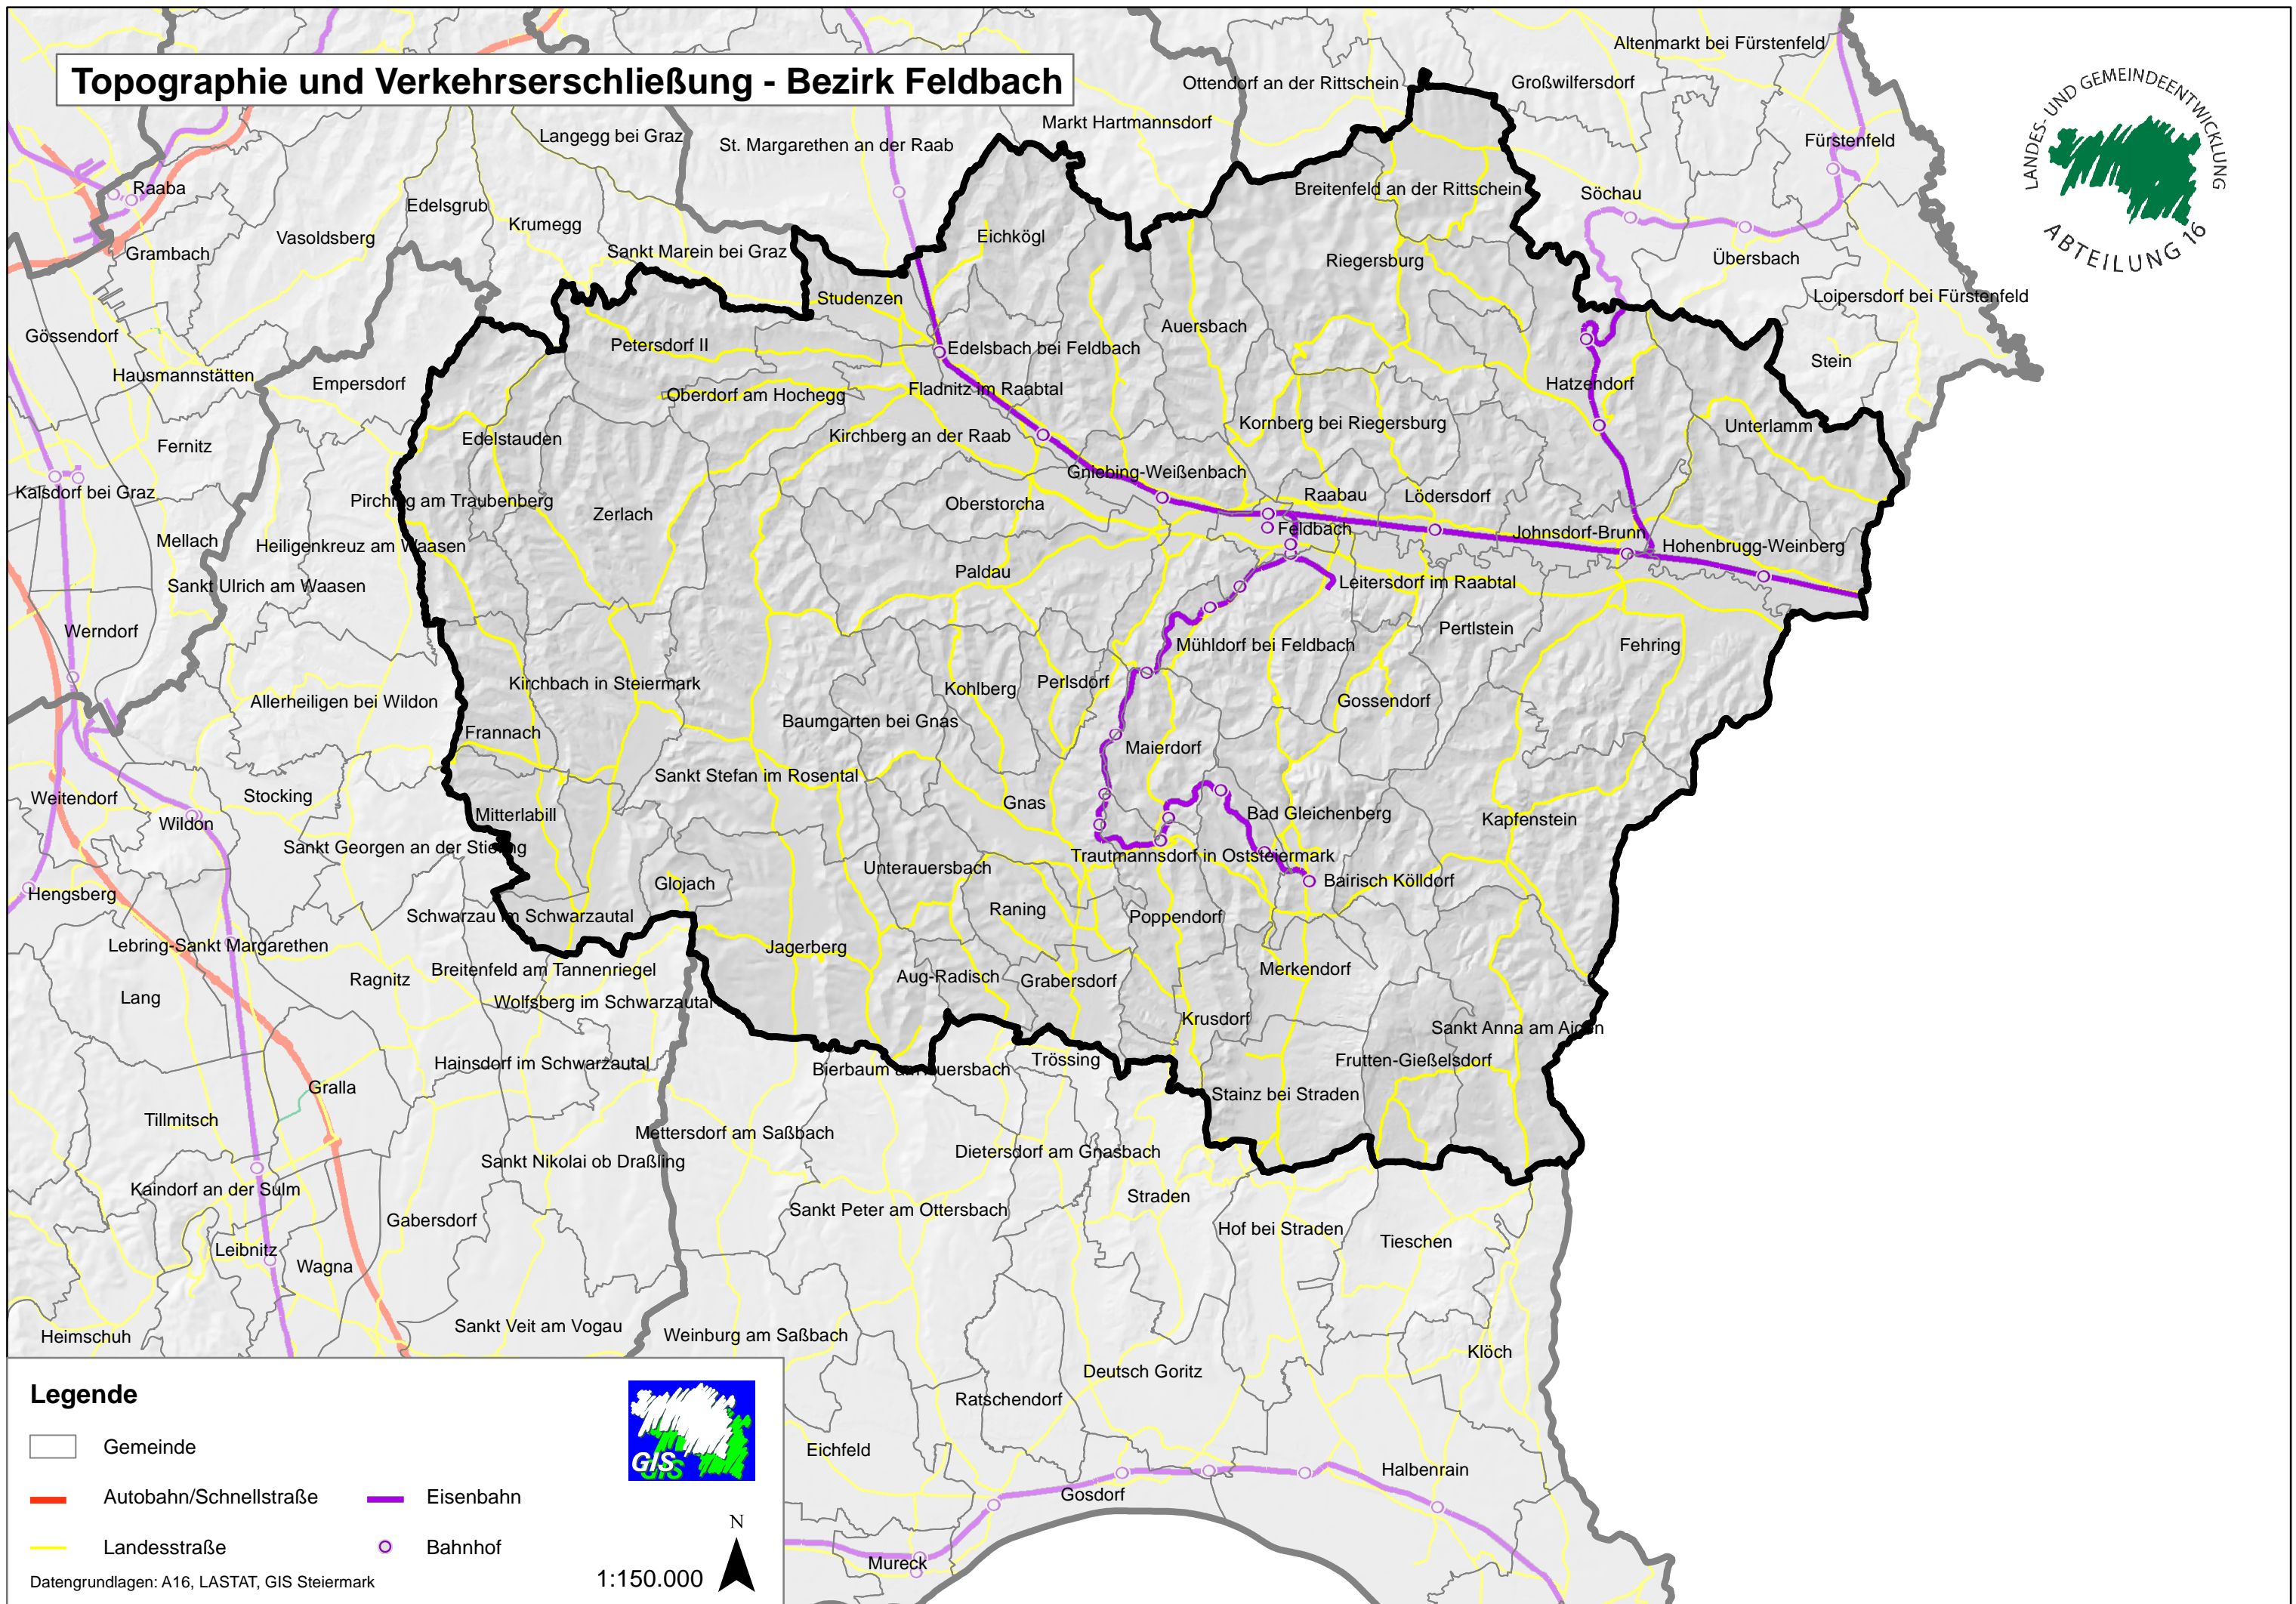 Topographie und Verkehrserschließung - Bezirk Feldbach
LANDES- UND GEMEINDEENTWICKLUNG
ABTEILUNG 16
Altenmarkt bei Fürstenfeld
Ottendorf an der Rittschein
Großwilfersdorf
Markt Hartmannsdorf
Langegg bei Graz
St. Margarethen an der Raab
Fürstenfeld
Raaba
Breitenfeld an der Rittschein
Söchau
Edelsgrub
Krumegg
Vasoldsberg
Eichkögl
Grambach
Sankt Marein bei Graz
Riegersburg
Übersbach
Studenzen
Loipersdorf bei Fürstenfeld
Gössendorf
Auersbach
Petersdorf II
Edelsbach bei Feldbach
Stein
Hausmannstätten
Empersdorf
Oberdorf am Hochegg
Fladnitz im Raabtal
Hatzendorf
Kornberg bei Riegersburg
Unterlamm
Edelstauden
Kirchberg an der Raab
Fernitz
Gniebing-Weißenbach
Kalsdorf bei Graz
Pirching am Traubenberg
Zerlach
Oberstorcha
Raabau
Lödersdorf
Feldbach
Johnsdorf-Brunn
Mellach
Heiligenkreuz am Waasen
Hohenbrugg-Weinberg
Paldau
Sankt Ulrich am Waasen
Leitersdorf im Raabtal
Werndorf
Pertlstein
Mühldorf bei Feldbach
Fehring
Kirchbach in Steiermark
Kohlberg
Perlsdorf
Allerheiligen bei Wildon
Gossendorf
Baumgarten bei Gnas
Frannach
Maierdorf
Sankt Stefan im Rosental
Weitendorf
Stocking
Gnas
Mitterlabill
Bad Gleichenberg
Kapfenstein
Wildon
Sankt Georgen an der Stiefing
Trautmannsdorf in Oststeiermark
Unterauersbach
Glojach
Bairisch Kölldorf
Hengsberg
Raning
Schwarzau im Schwarzautal
Poppendorf
Lebring-Sankt Margarethen
Jagerberg
Breitenfeld am Tannenriegel
Merkendorf
Ragnitz
Aug-Radisch
Grabersdorf
Lang
Wolfsberg im Schwarzautal
Krusdorf
Sankt Anna am Aigen
Hainsdorf im Schwarzautal
Trössing
Frutten-Gießelsdorf
Bierbaum am Auersbach
Gralla
Stainz bei Straden
Tillmitsch
Mettersdorf am Saßbach
Dietersdorf am Gnasbach
Sankt Nikolai ob Draßling
Kaindorf an der Sulm
Straden
Sankt Peter am Ottersbach
Gabersdorf
Hof bei Straden
Tieschen
Leibnitz
Wagna
Sankt Veit am Vogau
Weinburg am Saßbach
Heimschuh
Klöch
Deutsch Goritz
Ratschendorf
Eichfeld
Halbenrain
Gosdorf
Mureck
Legende
Gemeinde
Autobahn/Schnellstraße
Eisenbahn
Landesstraße
Bahnhof
Datengrundlagen: A16, LASTAT, GIS Steiermark
GIS
GIS
N
1:150.000